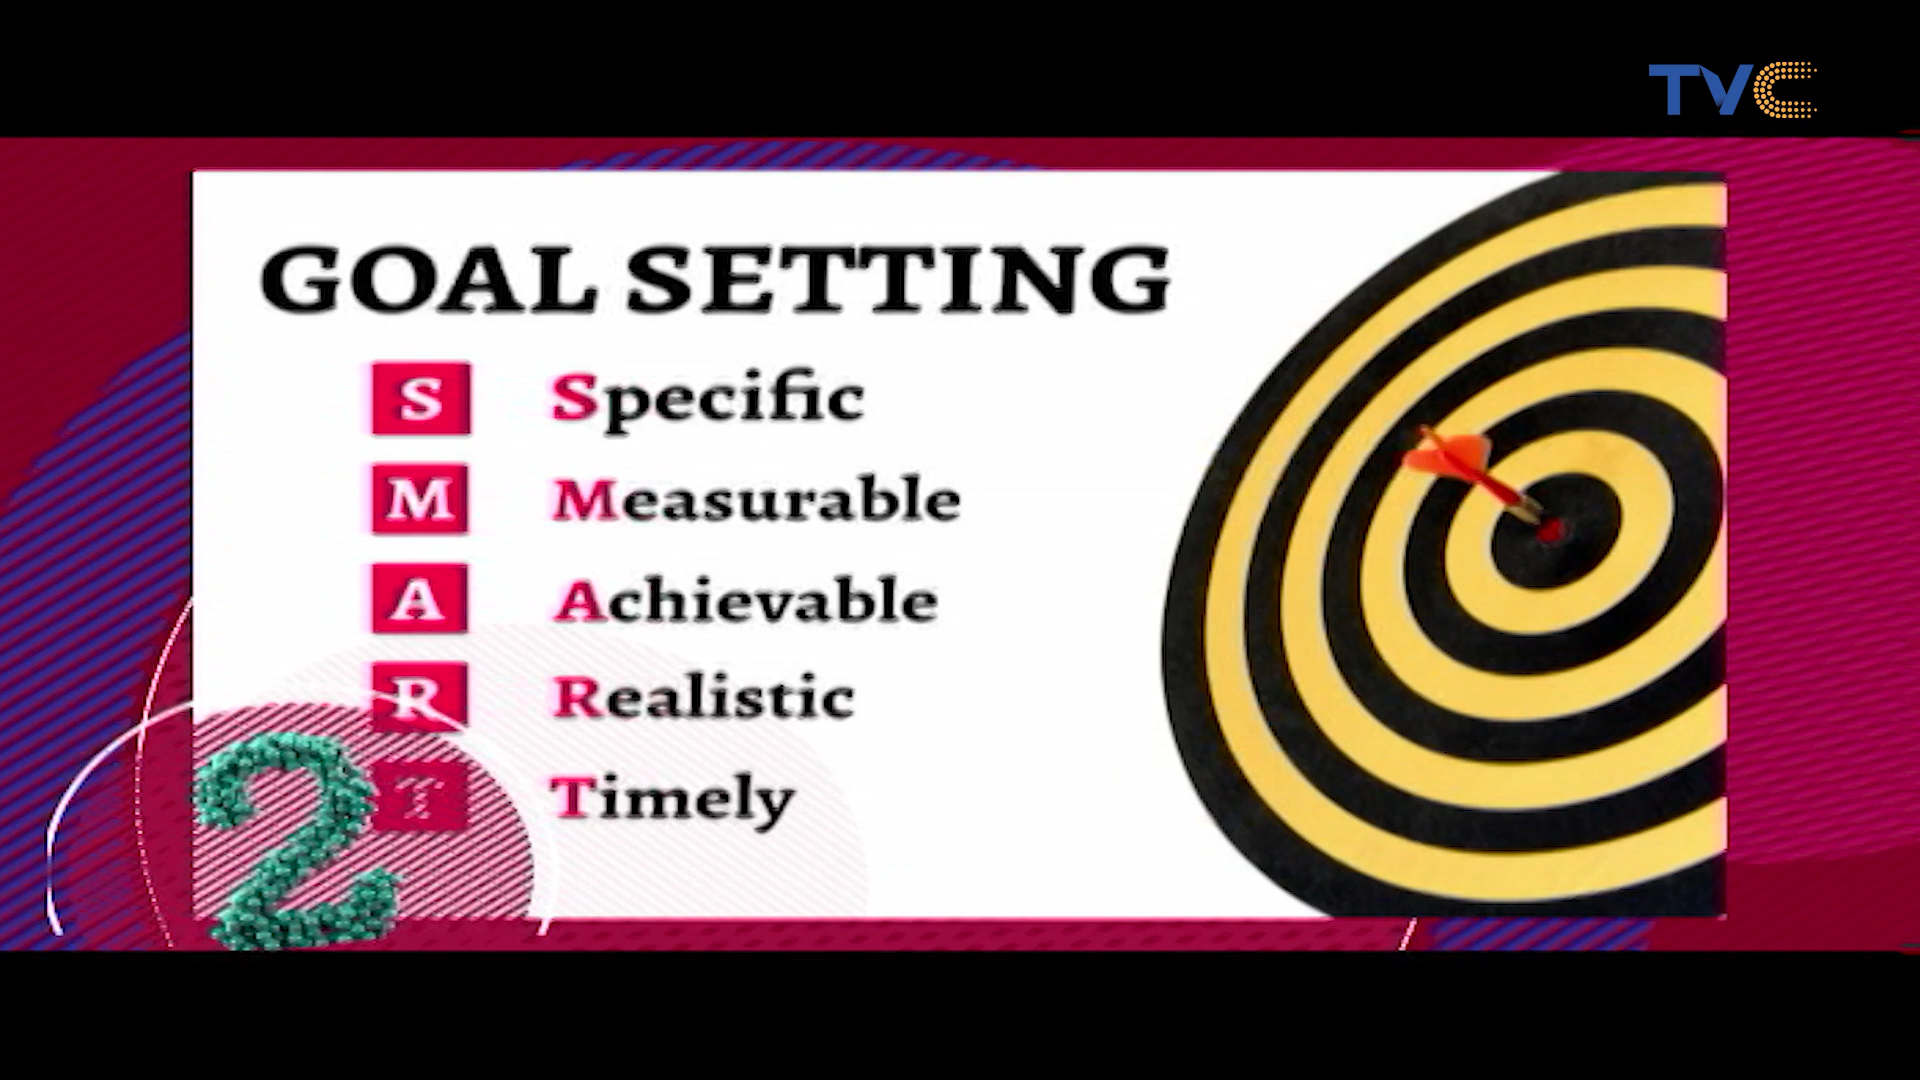 TVC
GOAL SETTING
S Specific
M Measurable
A Achievable
R Realistic
T Timely
2